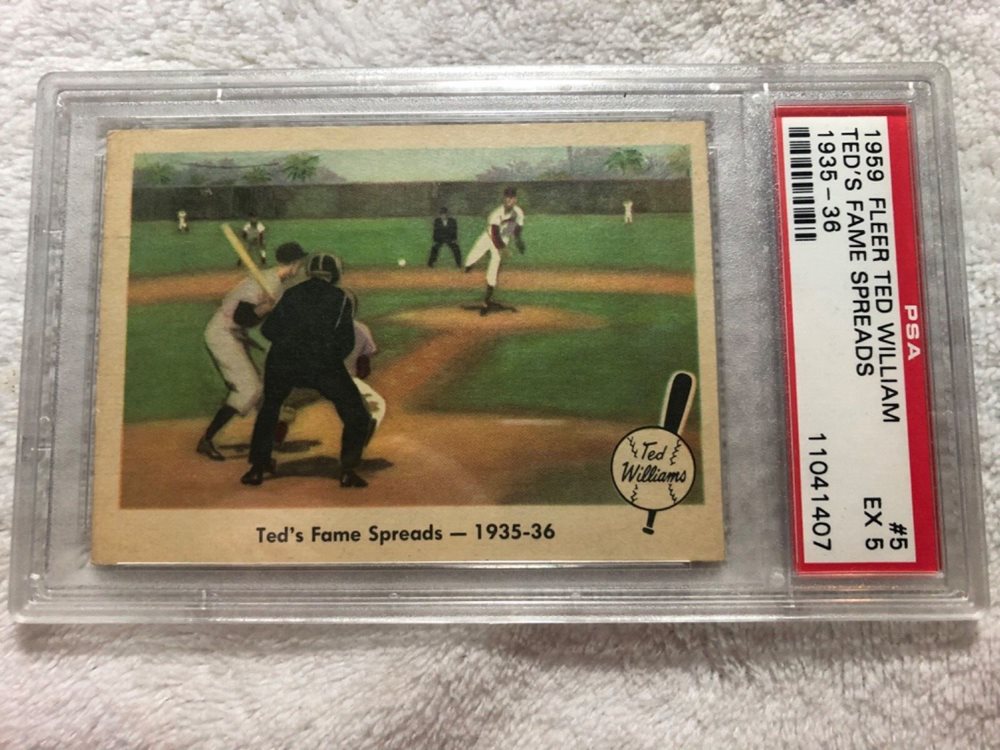 Ted's Fame Spreads — 1935-36
Ted
Williams
PSA
1959 FLEER TED WILLIAM #5
TED'S FAME SPREADS EX 5
1935-36 11041407